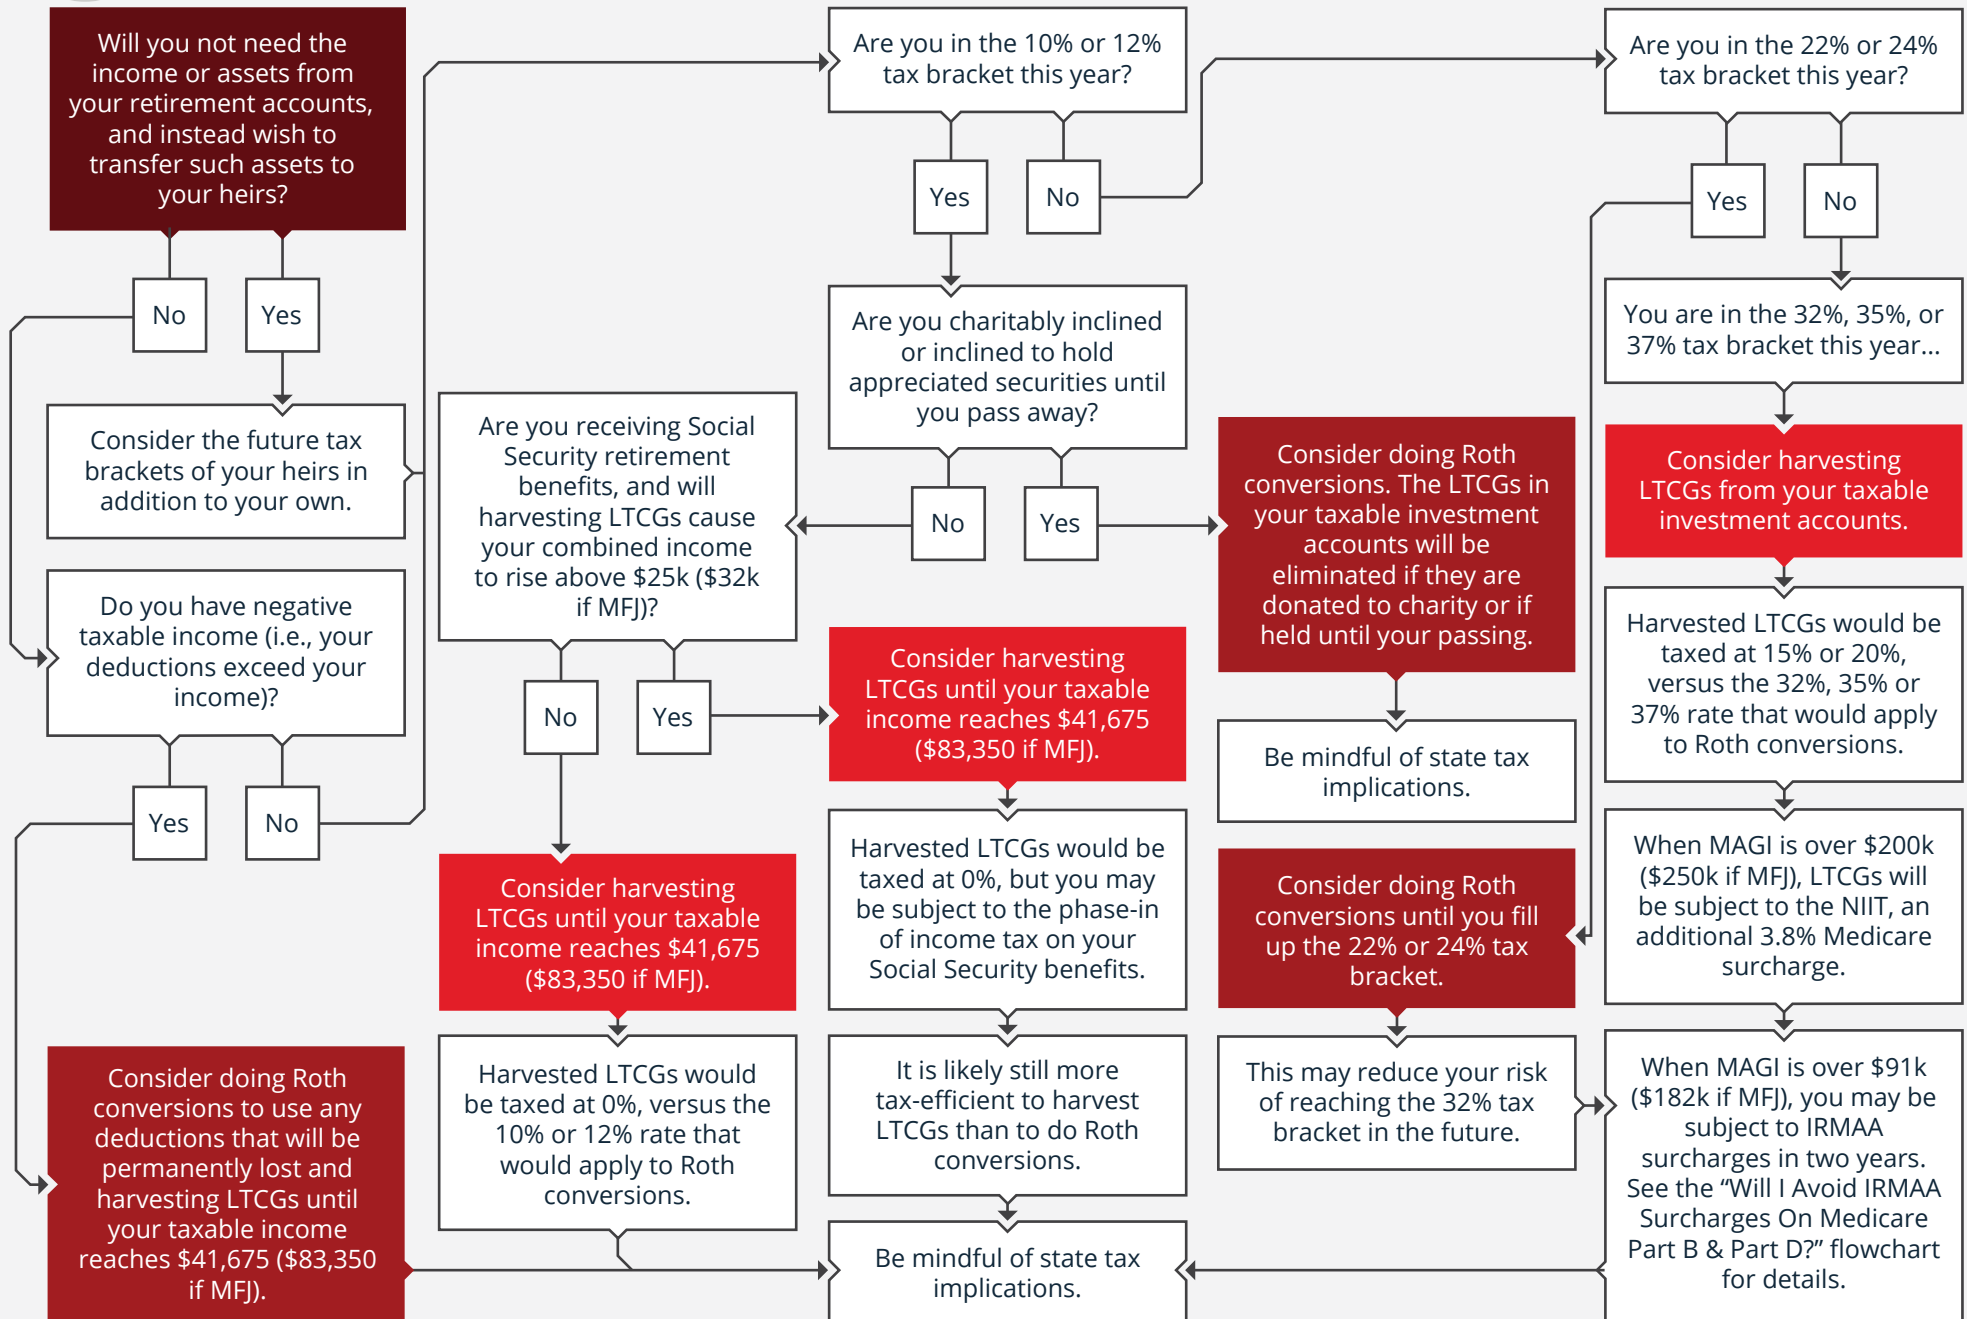 Will you not need the
income or assets from
your retirement accounts,
and instead wish to
transfer such assets to
your heirs?
No
Yes
Consider the future tax
brackets of your heirs in
addition to your own.
Do you have negative
taxable income (i.e., your
deductions exceed your
income)?
Yes
No
Consider doing Roth
conversions to use any
deductions that will be
permanently lost and
harvesting LTCGs until
your taxable income
reaches $41,675 ($83,350
if MFJ).
Are you in the 10% or 12%
tax bracket this year?
Yes
No
Are you charitably inclined
or inclined to hold
appreciated securities until
you pass away?
No
Yes
Are you receiving Social
Security retirement
benefits, and will
harvesting LTCGs cause
your combined income
to rise above $25k ($32k
if MFJ)?
No
Yes
Consider harvesting
LTCGs until your taxable
income reaches $41,675
($83,350 if MFJ).
Harvested LTCGs would
be taxed at 0%, versus the
10% or 12% rate that
would apply to Roth
conversions.
Consider harvesting
LTCGs until your taxable
income reaches $41,675
($83,350 if MFJ).
Harvested LTCGs would be
taxed at 0%, but you may
be subject to the phase-in
of income tax on your
Social Security benefits.
It is likely still more
tax-efficient to harvest
LTCGs than to do Roth
conversions.
Be mindful of state tax
implications.
Consider doing Roth
conversions. The LTCGs in
your taxable investment
accounts will be
eliminated if they are
donated to charity or if
held until your passing.
Be mindful of state tax
implications.
Are you in the 22% or 24%
tax bracket this year?
Yes
No
Consider doing Roth
conversions until you fill
up the 22% or 24% tax
bracket.
This may reduce your risk
of reaching the 32% tax
bracket in the future.
You are in the 32%, 35%, or
37% tax bracket this year...
Consider harvesting
LTCGs from your taxable
investment accounts.
Harvested LTCGs would be
taxed at 15% or 20%,
versus the 32%, 35% or
37% rate that would apply
to Roth conversions.
When MAGI is over $200k
($250k if MFJ), LTCGs will
be subject to the NIIT, an
additional 3.8% Medicare
surcharge.
When MAGI is over $91k
($182k if MFJ), you may be
subject to IRMAA
surcharges in two years.
See the “Will I Avoid IRMAA
Surcharges On Medicare
Part B & Part D?” flowchart
for details.